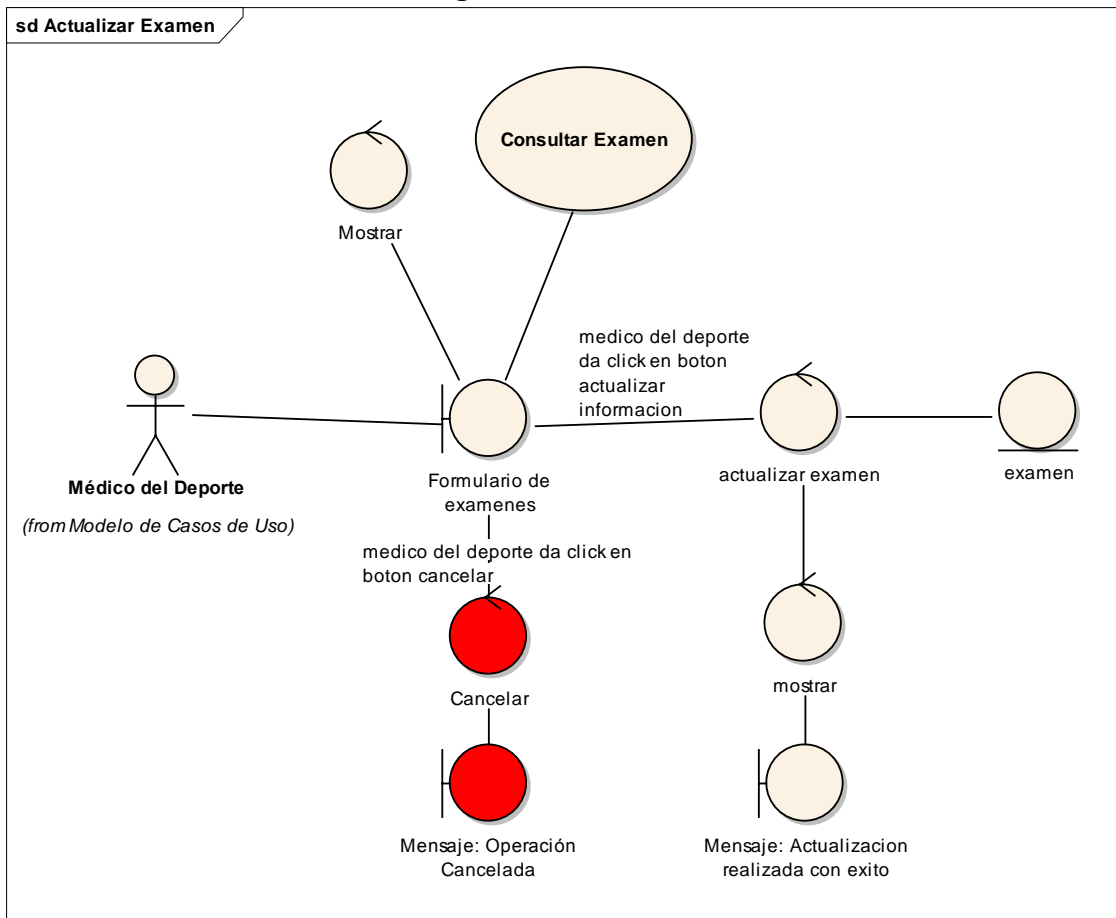 sd Actualizar Examen
Consultar Examen
Mostrar
medico del deporte
da click en boton
actualizar
informacion
Médico del Deporte
(from Modelo de Casos de Uso)
Formulario de
examenes
actualizar examen
examen
medico del deporte da click en
boton cancelar
Cancelar
mostrar
Mensaje: Operación
Cancelada
Mensaje: Actualizacion
realizada con exito